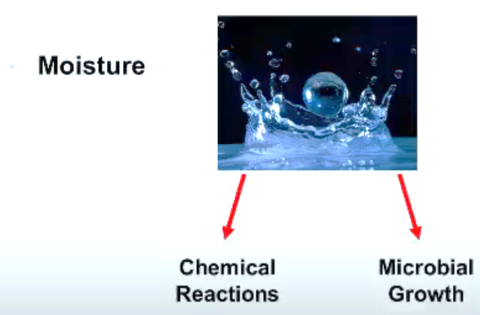 Moisture
Chemical
Reactions
Microbial
Growth